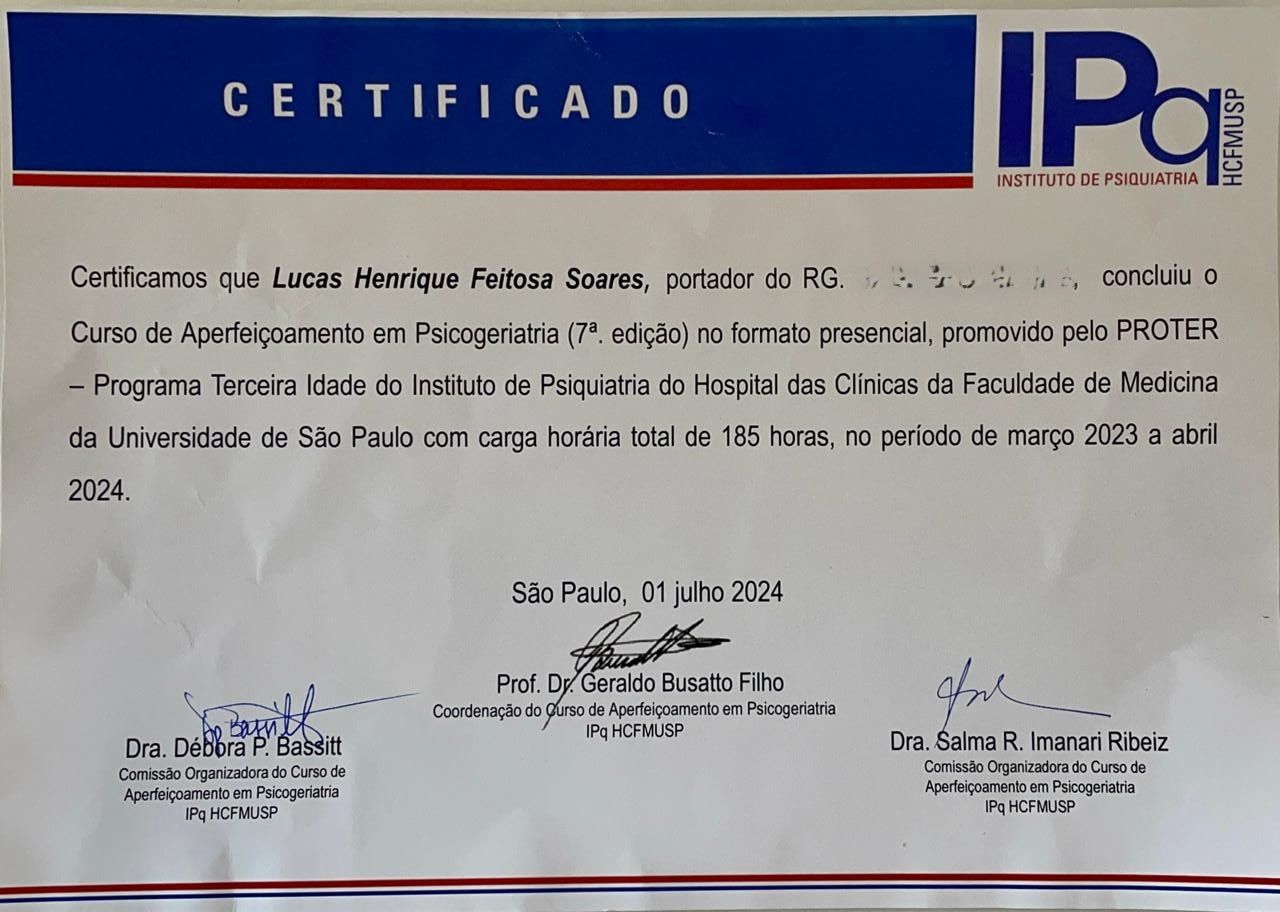 CERTIFICADO
IPq
HCFMUSP
INSTITUTO DE PSIQUIATRIA
Certificamos que Lucas Henrique Feitosa Soares, portador do RG. , concluiu o
Curso de Aperfeiçoamento em Psicogeriatria (7ª. edição) no formato presencial, promovido pelo PROTER
– Programa Terceira Idade do Instituto de Psiquiatria do Hospital das Clínicas da Faculdade de Medicina
da Universidade de São Paulo com carga horária total de 185 horas, no período de março 2023 a abril
2024.
São Paulo, 01 julho 2024
Prof. Dr. Geraldo Busatto Filho
Coordenação do Curso de Aperfeiçoamento em Psicogeriatria
IPq HCFMUSP
Dra. Débora P. Bassitt
Comissão Organizadora do Curso de
Aperfeiçoamento em Psicogeriatria
IPq HCFMUSP
Dra. Salma R. Imanari Ribeiz
Comissão Organizadora do Curso de
Aperfeiçoamento em Psicogeriatria
IPq HCFMUSP